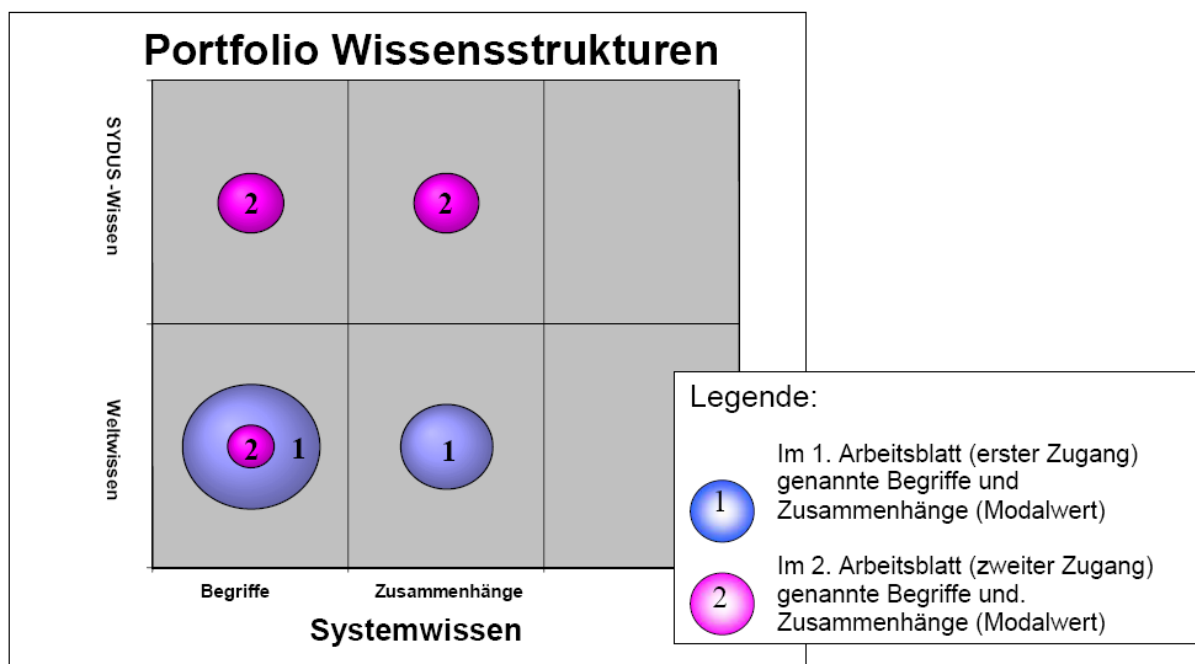 Portfolio Wissensstrukturen
SYDUS -Wissen
2
2
Weltwissen
2 1
1
Begriffe
Zusammenhänge
Systemwissen
Legende:
1
Im 1. Arbeitsblatt (erster Zugang)
genannte Begriffe und
Zusammenhänge (Modalwert)
2
Im 2. Arbeitsblatt (zweiter Zugang)
genannte Begriffe und.
Zusammenhänge (Modalwert)